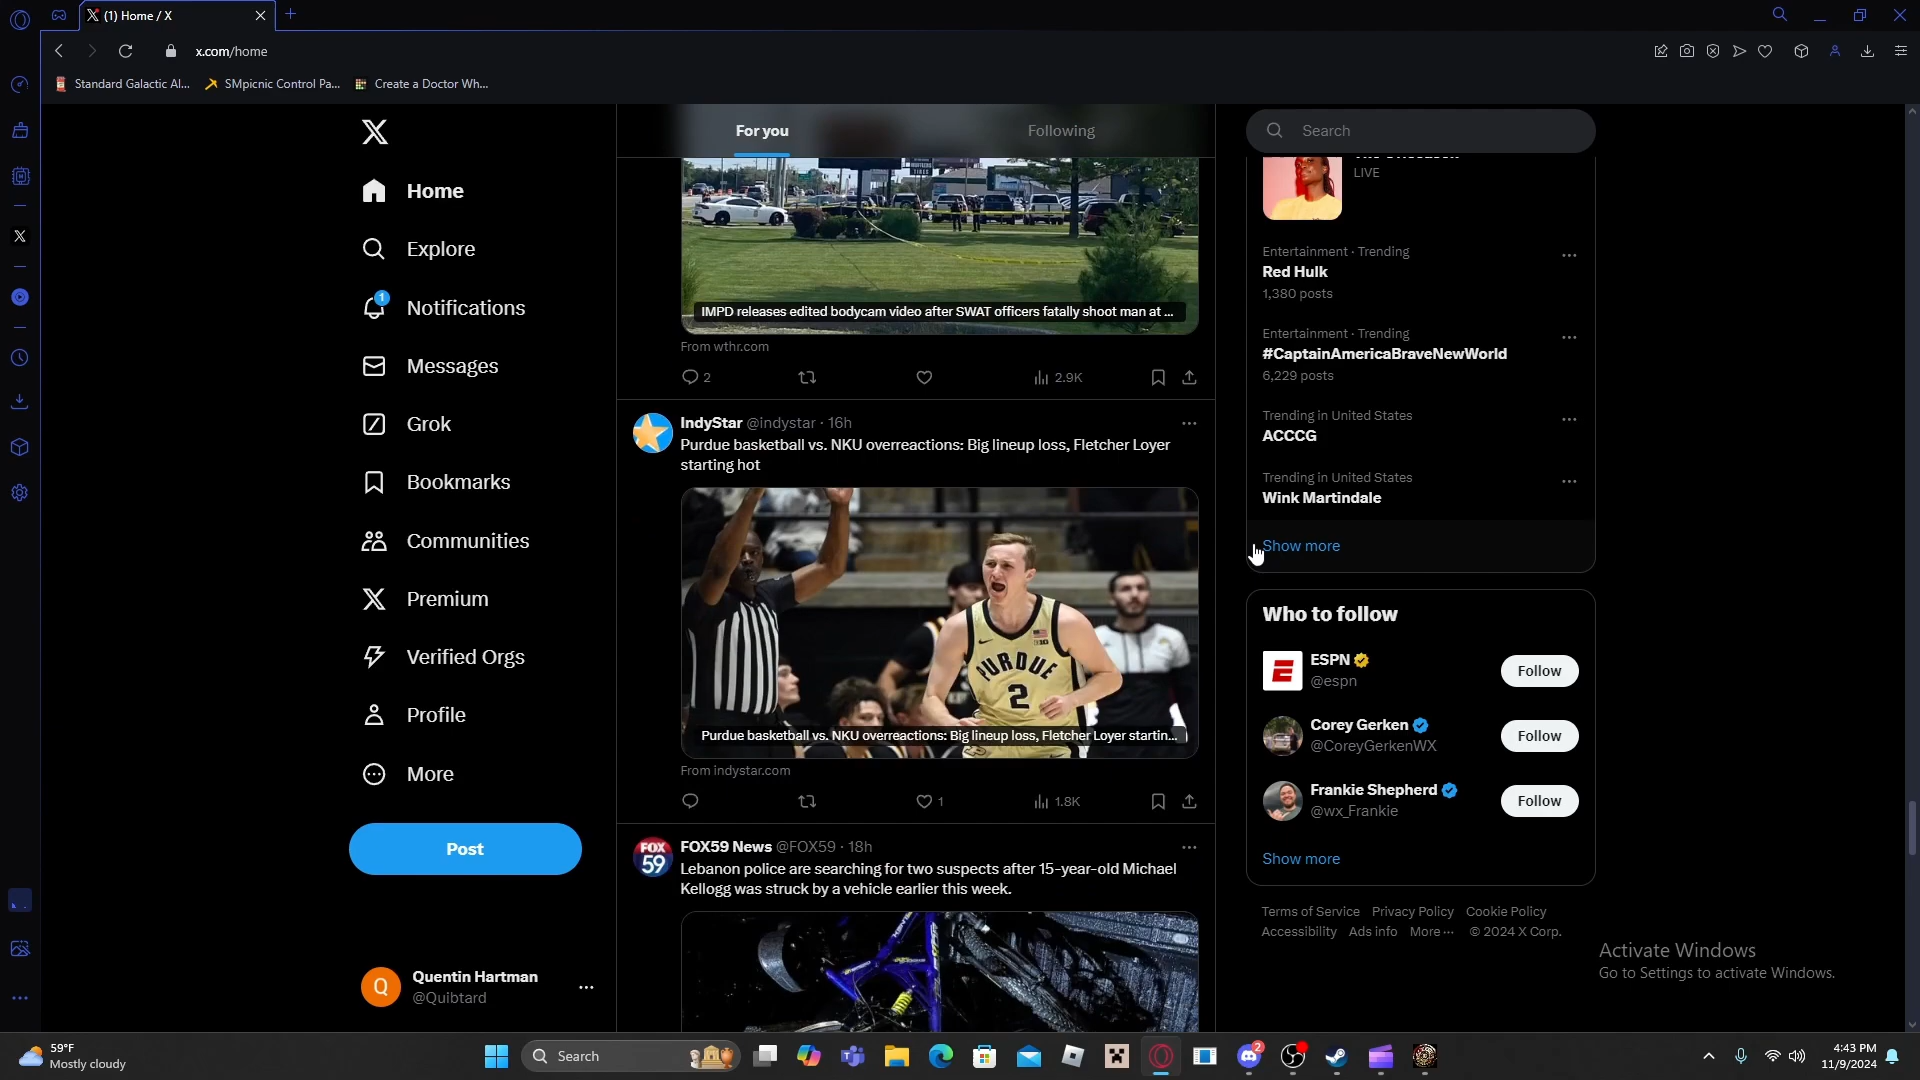 (1) Home / X
x.com/home
Standard Galactic Al...
SMpicnic Control Pa...
Create a Doctor Wh...
Home
Explore
1
Notifications
Messages
Grok
Bookmarks
Communities
Premium
Verified Orgs
Profile
More
Post
Q
Quentin Hartman
@Quibtard
For you
Following
IMPD releases edited bodycam video after SWAT officers fatally shoot man at ...
From wthr.com
2
2.9K
IndyStar @indystar · 16h
Purdue basketball vs. NKU overreactions: Big lineup loss, Fletcher Loyer
starting hot
PURDUE
2
Purdue basketball vs. NKU overreactions: Big lineup loss, Fletcher Loyer startin...
From indystar.com
1
1.8K
FOX
59
FOX59 News @FOX59 · 18h
Lebanon police are searching for two suspects after 15-year-old Michael
Kellogg was struck by a vehicle earlier this week.
Search
LIVE
Entertainment · Trending
Red Hulk
1,380 posts
Entertainment · Trending
#CaptainAmericaBraveNewWorld
6,229 posts
Trending in United States
ACCCG
Trending in United States
Wink Martindale
Show more
Who to follow
ESPN
@espn
Follow
Corey Gerken
@CoreyGerkenWX
Follow
Frankie Shepherd
@wx_Frankie
Follow
Show more
Terms of Service Privacy Policy Cookie Policy
Accessibility Ads info More ··· © 2024 X Corp.
Activate Windows
Go to Settings to activate Windows.
59°F
Mostly cloudy
Search
2
4:43 PM
11/9/2024